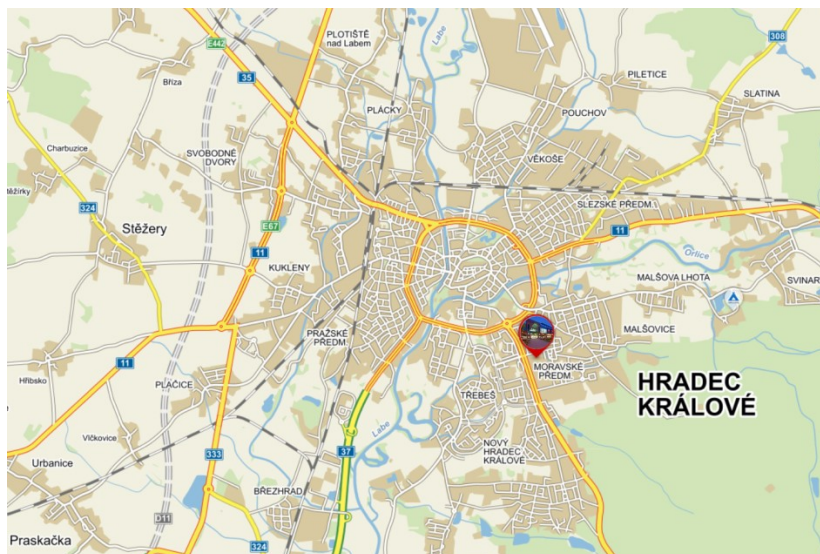 PLOTIŠTĚ
nad Labem
E442
35
Bříza
Labe
308
PILETICE
SLATINA
PLÁCKY
POUCHOV
Charbuzice
SVOBODNÉ
DVORY
VĚKOŠE
324
SLEZSKÉ PŘEDM.
Stěžery
E67
11
11
Orlice
KUKLENY
MALŠOVA LHOTA
SVINAR
PRAŽSKÉ
PŘEDM.
MALŠOVICE
11
Hřibsko
PLAČICE
MORAVSKÉ
PŘEDM.
HRADEC
KRÁLOVÉ
TŘEBEŠ
Labe
Vlčkovice
NOVÝ
HRADEC
KRÁLOVÉ
333
37
Urbanice
BŘEZHRAD
D11
324
Praskačka